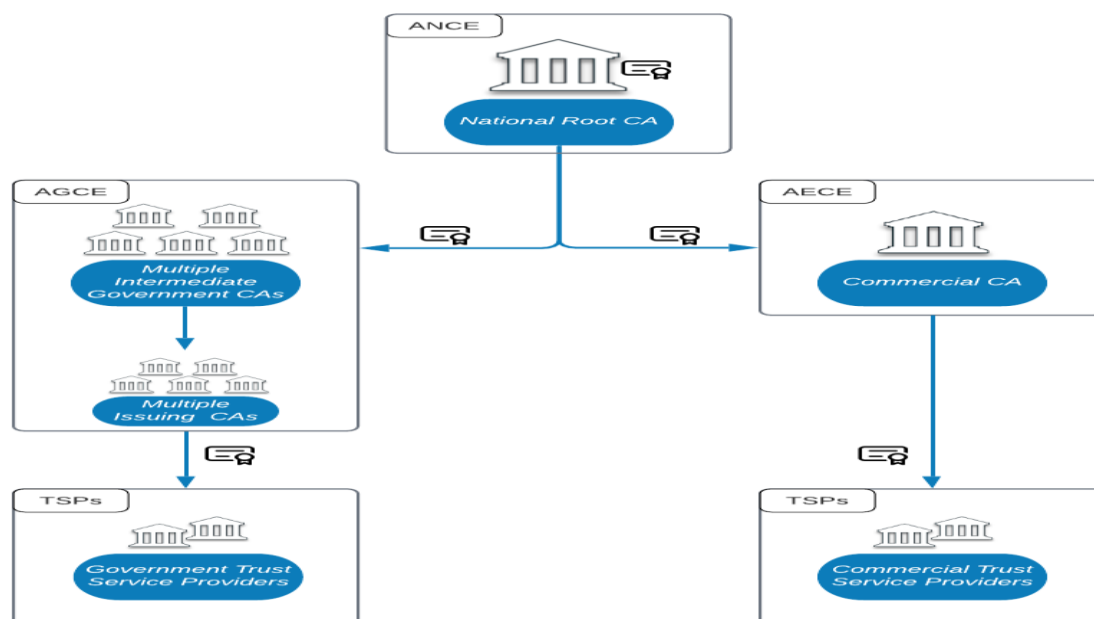 ANCE
National Root CA
AGCE
Multiple
Intermediate
Government CAs
Multiple
Issuing CAs
AECE
Commercial CA
TSPs
Government Trust
Service Providers
TSPs
Commercial Trust
Service Providers